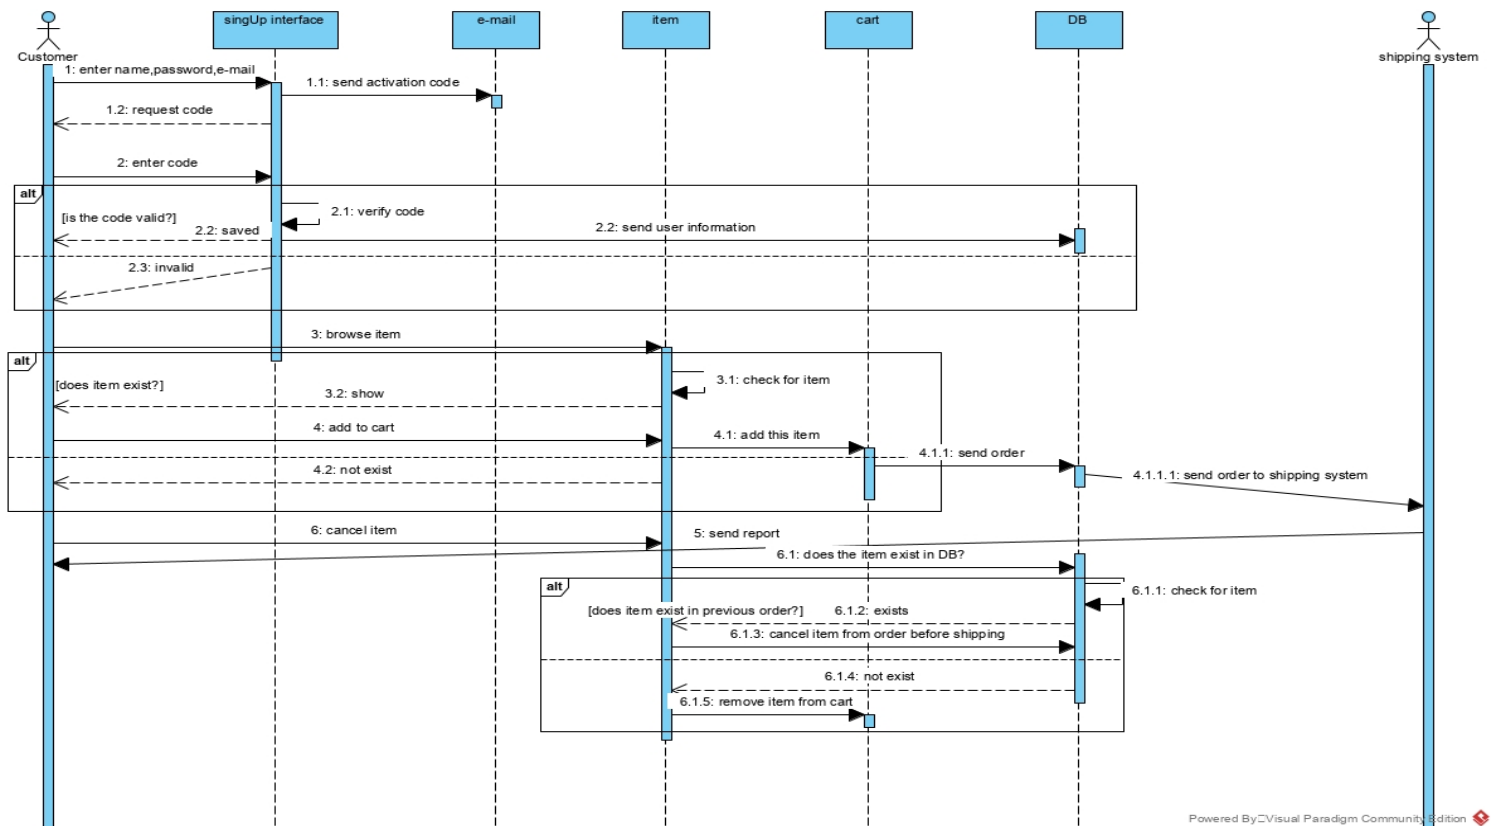 singUp interface
e-mail
item
cart
DB
Customer
shipping system
1: enter name,password,e-mail
1.1: send activation code
1.2: request code
2: enter code
alt
2.1: verify code
[is the code valid?]
2.2: saved
2.2: send user information
2.3: invalid
3: browse item
alt
3.1: check for item
[does item exist?]
3.2: show
4: add to cart
4.1: add this item
4.1.1: send order
4.2: not exist
4.1.1.1: send order to shipping system
6: cancel item
5: send report
6.1: does the item exist in DB?
alt
6.1.1: check for item
[does item exist in previous order?]
6.1.2: exists
6.1.3: cancel item from order before shipping
6.1.4: not exist
6.1.5: remove item from cart
Powered By Visual Paradigm Community Edition